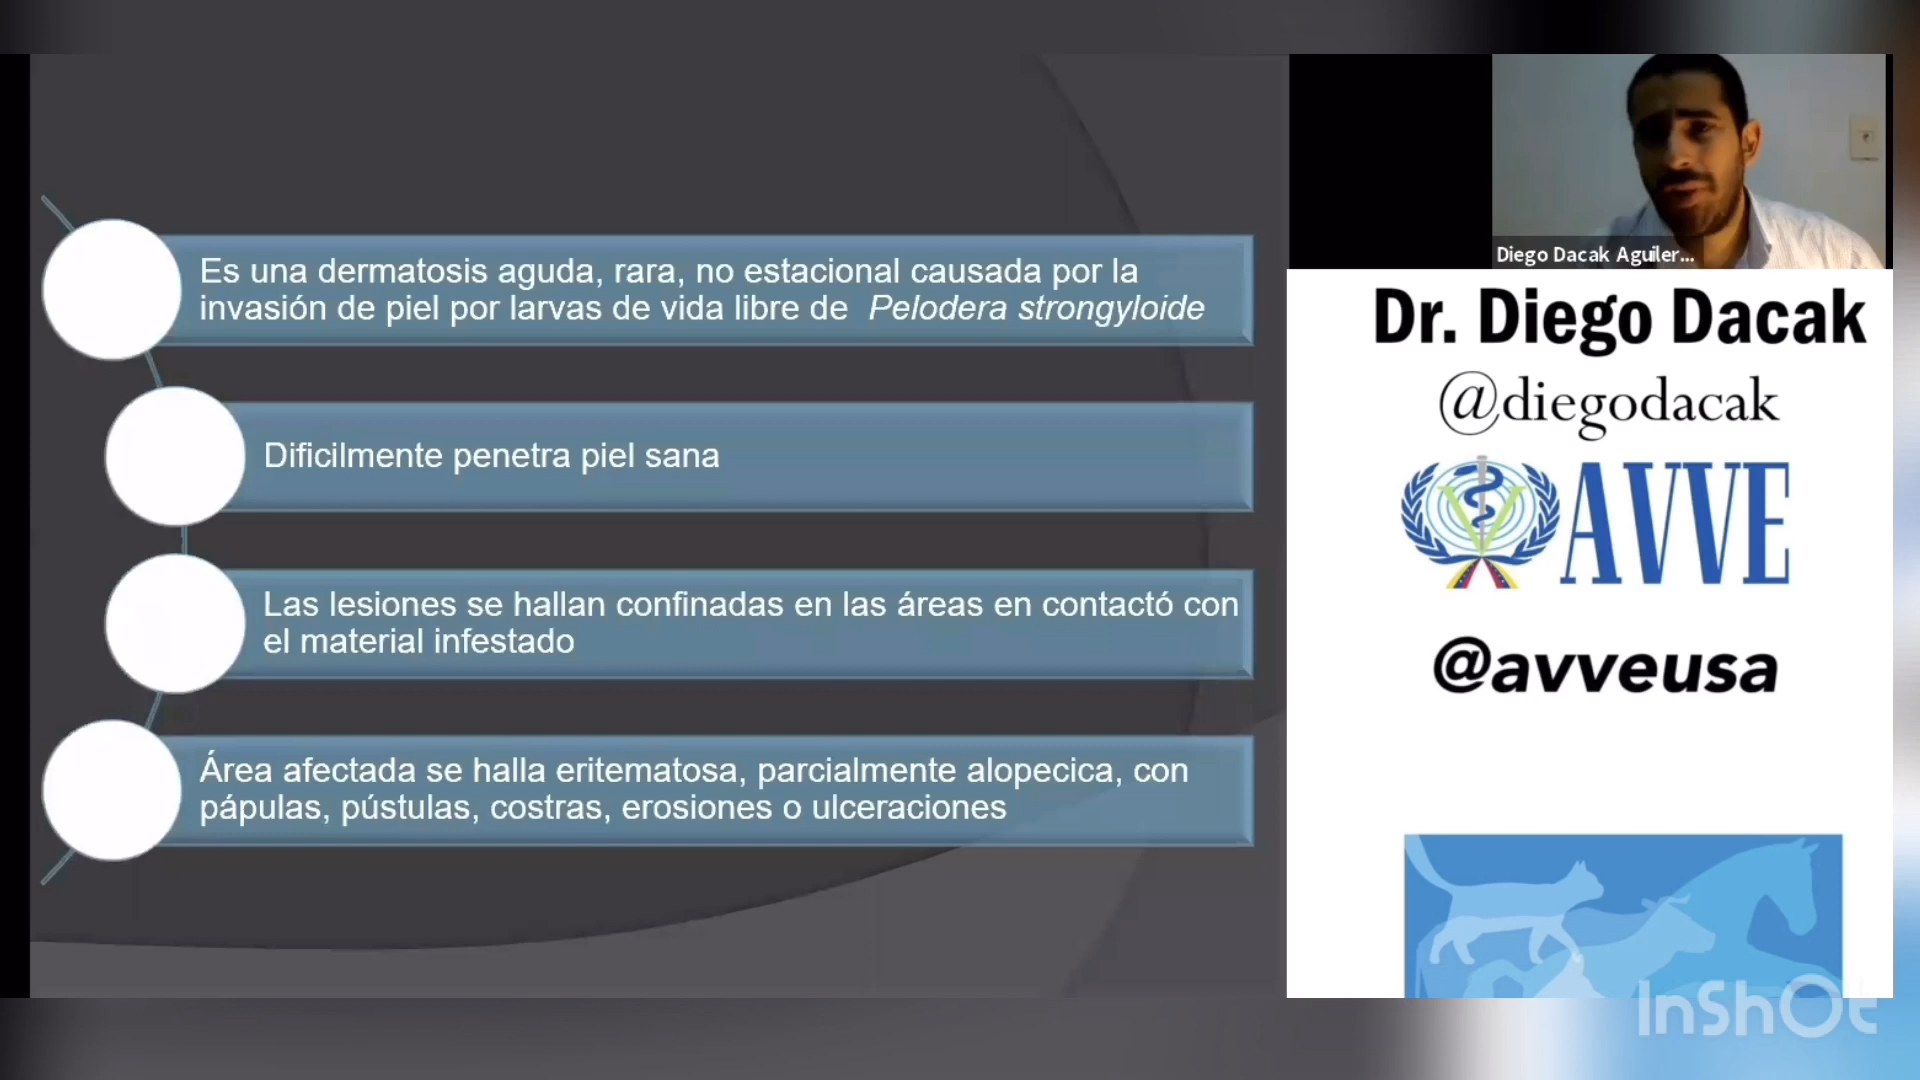 Es una dermatosis aguda, rara, no estacional causada por la
invasión de piel por larvas de vida libre de Pelodera strongyloide
Dificilmente penetra piel sana
Las lesiones se hallan confinadas en las áreas en contactó con
el material infestado
Área afectada se halla eritematosa, parcialmente alopecica, con
pápulas, pústulas, costras, erosiones o ulceraciones
Diego Dacak Aguiler...
Dr. Diego Dacak
@diegodacak
AVVE
@avveusa
InShOt